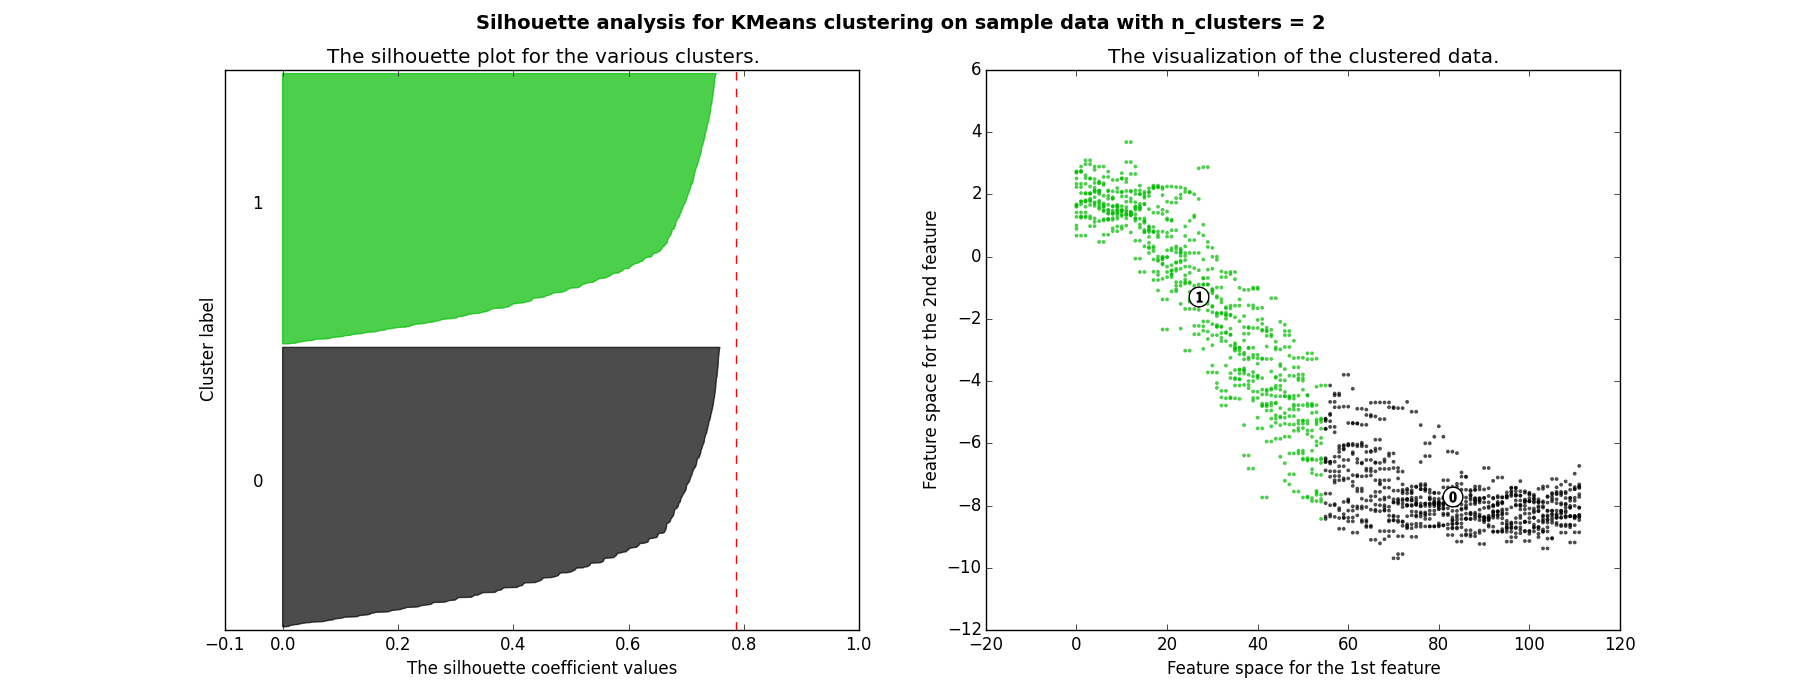 Silhouette analysis for KMeans clustering on sample data with n_clusters = 2
The silhouette plot for the various clusters.
1
0
Cluster label
−0.1 0.0 0.2 0.4 0.6 0.8 1.0
The silhouette coefficient values
The visualization of the clustered data.
6
4
2
0
−2
−4
−6
−8
−10
−12
Feature space for the 2nd feature
1
0
−20 0 20 40 60 80 100 120
Feature space for the 1st feature